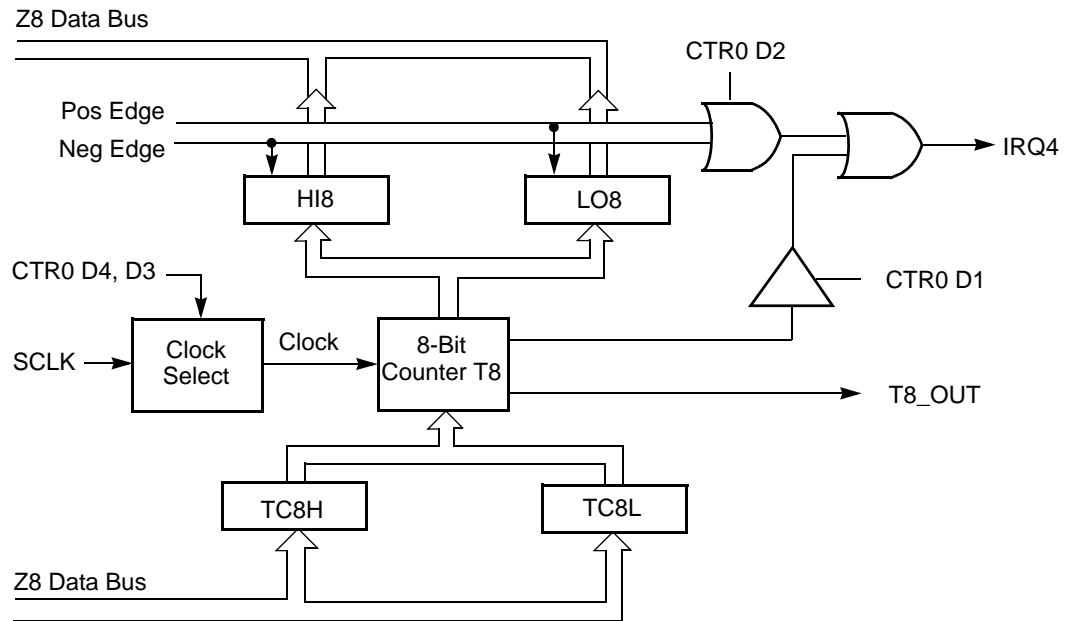 Z8 Data Bus
CTR0 D2
Pos Edge
Neg Edge
IRQ4
HI8
LO8
CTR0 D4, D3
CTR0 D1
SCLK
Clock
Select
Clock
8-Bit
Counter T8
T8_OUT
TC8H
TC8L
Z8 Data Bus